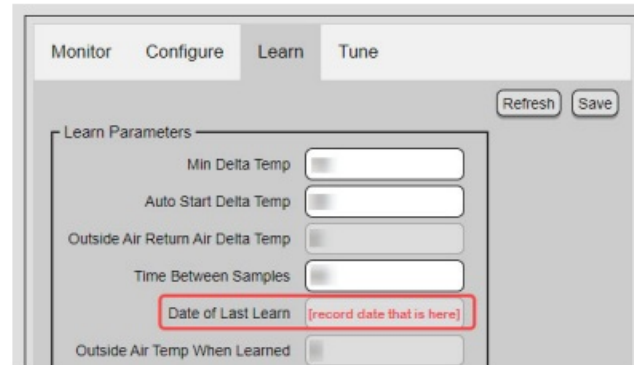 Monitor Configure Learn Tune
Refresh Save
Learn Parameters
Min Delta Temp
Auto Start Delta Temp
Outside Air Return Air Delta Temp
Time Between Samples
Date of Last Learn [record date that is here]
Outside Air Temp When Learned